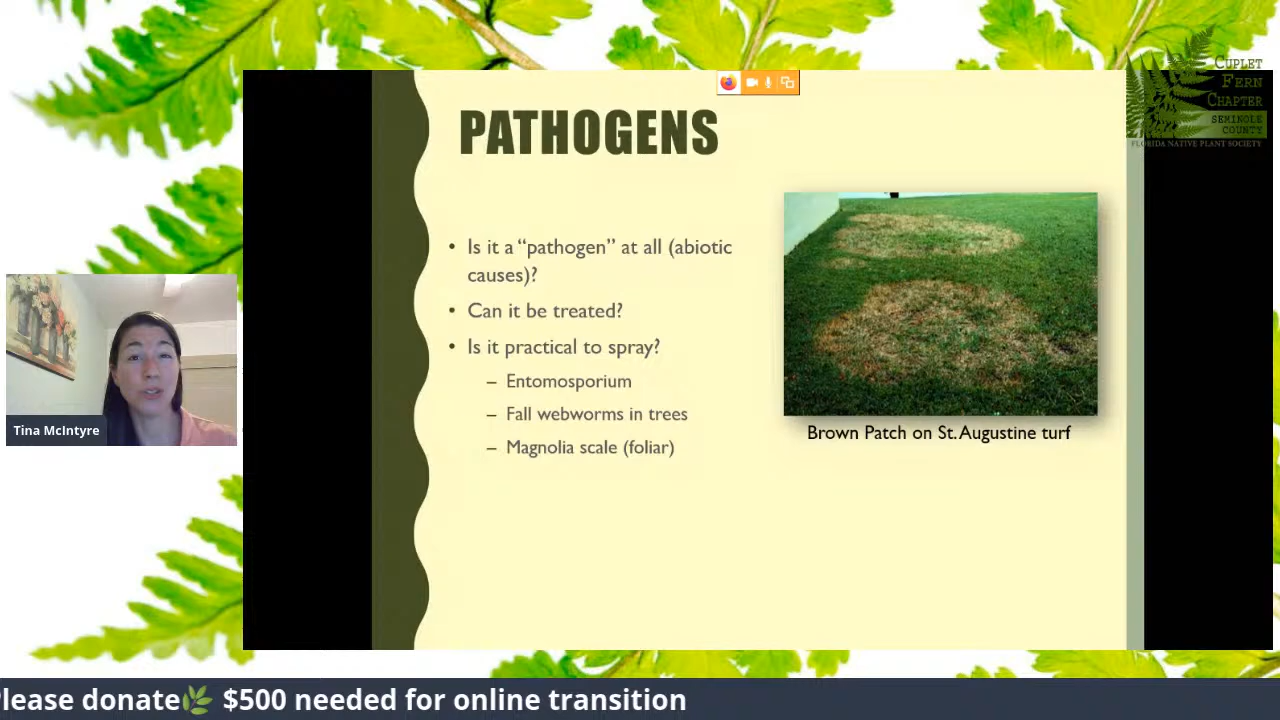 CUPLET
FERN
CHAPTER
SEMINOLE
COUNTY
FLORIDA NATIVE PLANT SOCIETY
PATHOGENS
• Is it a “pathogen” at all (abiotic
causes)?
• Can it be treated?
• Is it practical to spray?
– Entomosporium
– Fall webworms in trees
– Magnolia scale (foliar)
Brown Patch on St. Augustine turf
Tina McIntyre
Please donate🌿 $500 needed for online transition